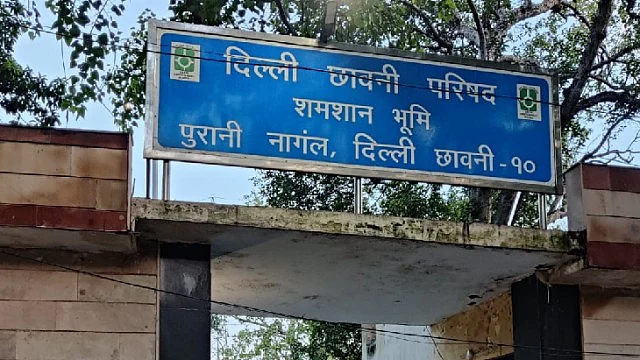 दिल्ली छावनी परिषद
शमशान भूमि
पुरानी नागंल, दिल्ली छावनी-१०